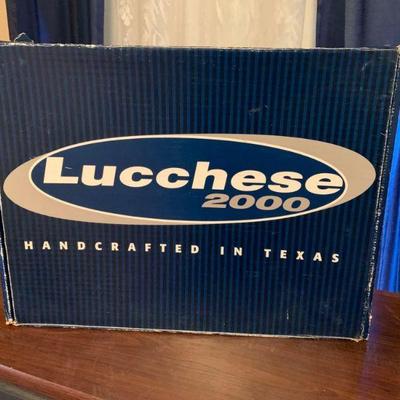 Lucchese
2000
HANDCRAFTED IN TEXAS